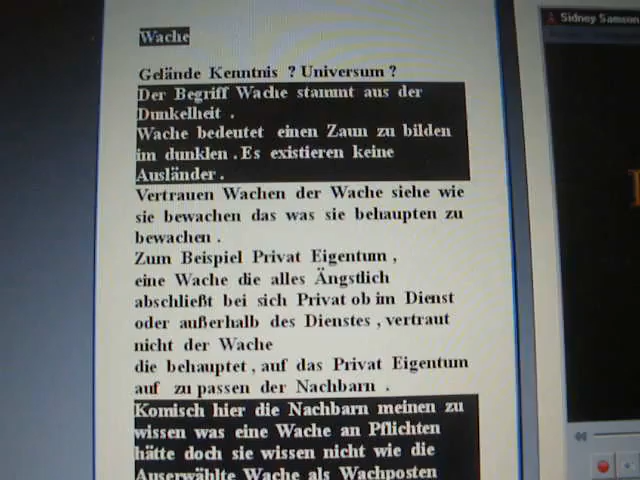 Wache
Gelände Kenntnis ? Universum ?
Der Begriff Wache stammt aus der
Dunkelheit .
Wache bedeutet einen Zaun zu bilden
im dunklen .Es existieren keine
Ausländer .
Vertrauen Wachen der Wache siehe wie
sie bewachen das was sie behaupten zu
bewachen .
Zum Beispiel Privat Eigentum ,
eine Wache die alles Ängstlich
abschließt bei sich Privat ob im Dienst
oder außerhalb des Dienstes , vertraut
nicht der Wache
die behauptet , auf das Privat Eigentum
auf zu passen der Nachbarn .
Komisch hier die Nachbarn meinen zu
wissen was eine Wache an Pflichten
hätte doch sie wissen nicht wie die
Auserwählte Wache als Wachposten
Sidney Samson